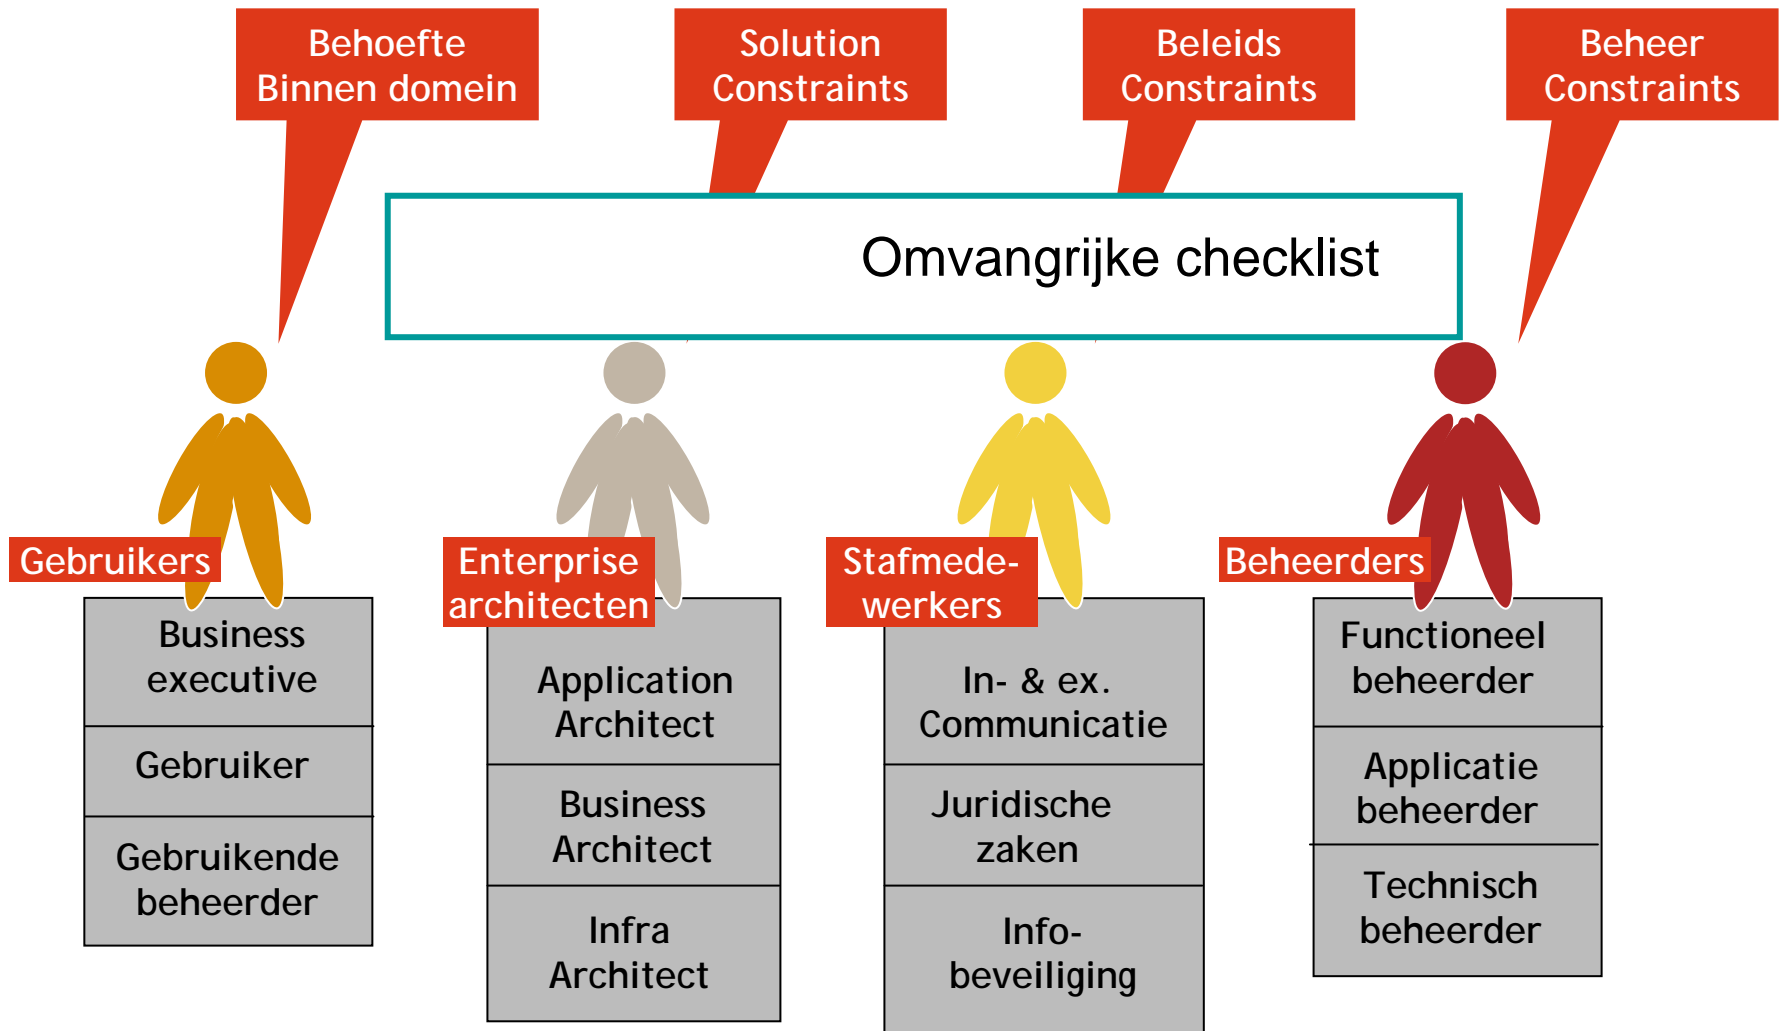 Behoefte
Binnen domein
Solution
Constraints
Beleids
Constraints
Beheer
Constraints
Omvangrijke checklist
Gebruikers
Business
executive
Gebruiker
Gebruikende
beheerder
Enterprise
architecten
Application
Architect
Business
Architect
Infra
Architect
Stafmede-
werkers
In- & ex.
Communicatie
Juridische
zaken
Info-
beveiliging
Beheerders
Functioneel
beheerder
Applicatie
beheerder
Technisch
beheerder